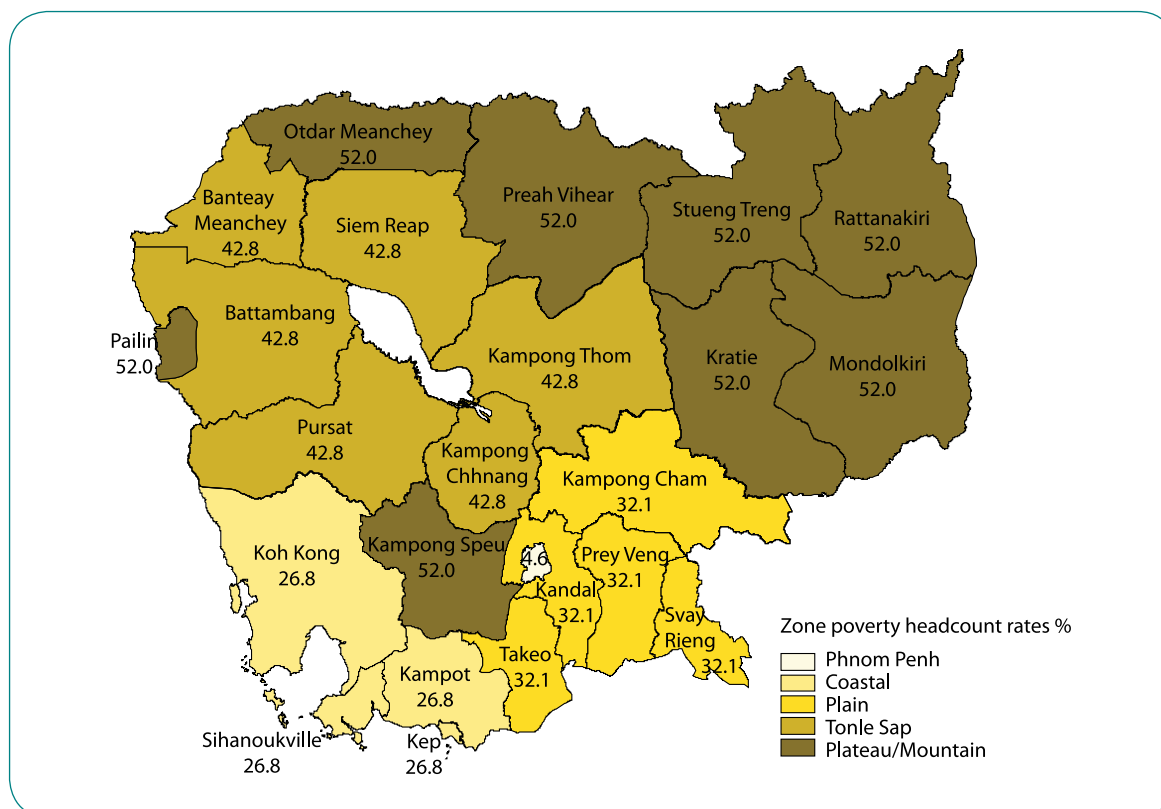 Otdar Meanchey
52.0
Preah Vihear
52.0
Stueng Treng
52.0
Rattanakiri
52.0
Banteay
Meanchey
42.8
Siem Reap
42.8
Battambang
42.8
Pailin
52.0
Kampong Thom
42.8
Kratie
52.0
Mondolkiri
52.0
Pursat
42.8
Kampong
Chhnang
42.8
Kampong Cham
32.1
Koh Kong
26.8
Kampong Speu
52.0
4.6
Prey Veng
32.1
Kandal
32.1
Svay
Rieng
32.1
Takeo
32.1
Kampot
26.8
Sihanoukville
26.8
Kep
26.8
Zone poverty headcount rates %
Phnom Penh
Coastal
Plain
Tonle Sap
Plateau/Mountain